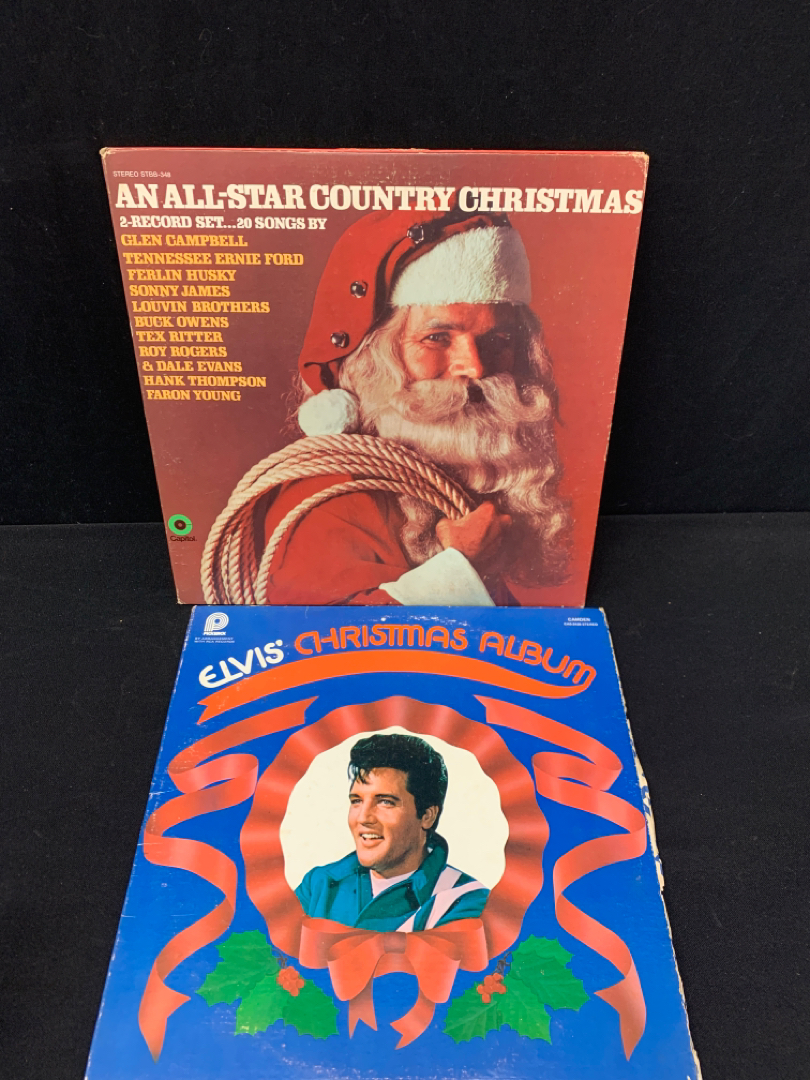 STEREO STBB-348
AN ALL-STAR COUNTRY CHRISTMAS
2-RECORD SET...20 SONGS BY
GLEN CAMPBELL
TENNESSEE ERNIE FORD
FERLIN HUSKY
SONNY JAMES
LOUVIN BROTHERS
BUCK OWENS
TEX RITTER
ROY ROGERS
& DALE EVANS
HANK THOMPSON
FARON YOUNG
Capitol.
PICKWICK
CAMDEN
ELVIS' CHRISTMAS ALBUM